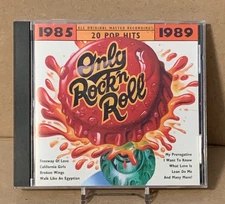 1985
ALL ORIGINAL MASTER RECORDINGS
1989
20 POP HITS
Only
Rock'n
Roll
Freeway Of Love
California Girls
Broken Wings
Walk Like An Egyptian
My Prerogative
I Want To Know
What Love Is
Lean On Me
And Many More!